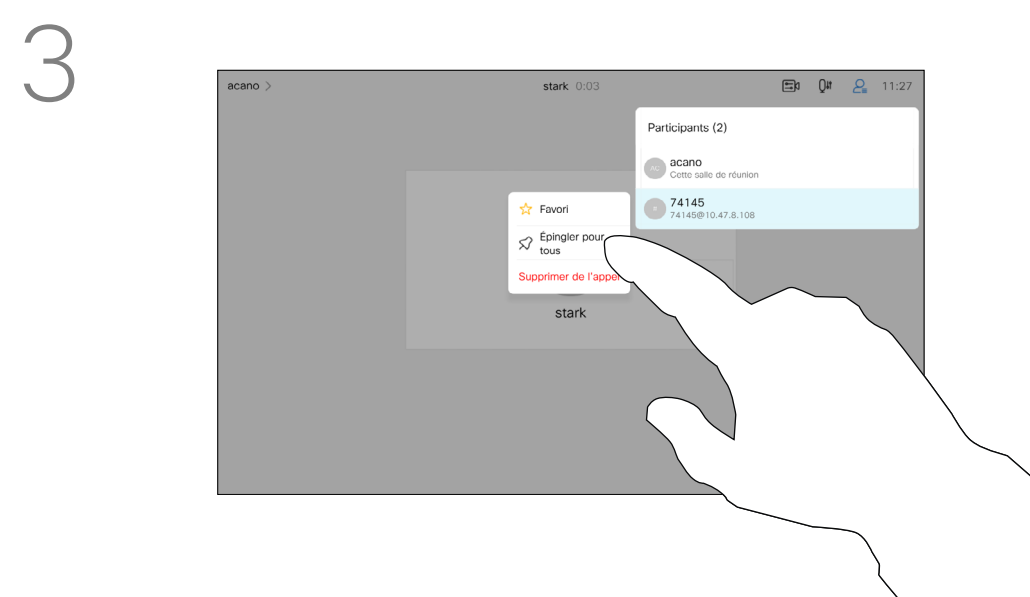 3
acano >
stark 0:03
11:27
Participants (2)
AC
acano
Cette salle de réunion
74145
74145@10.47.8.108
Favori
Épingler pour
tous
Supprimer de l'appel
stark